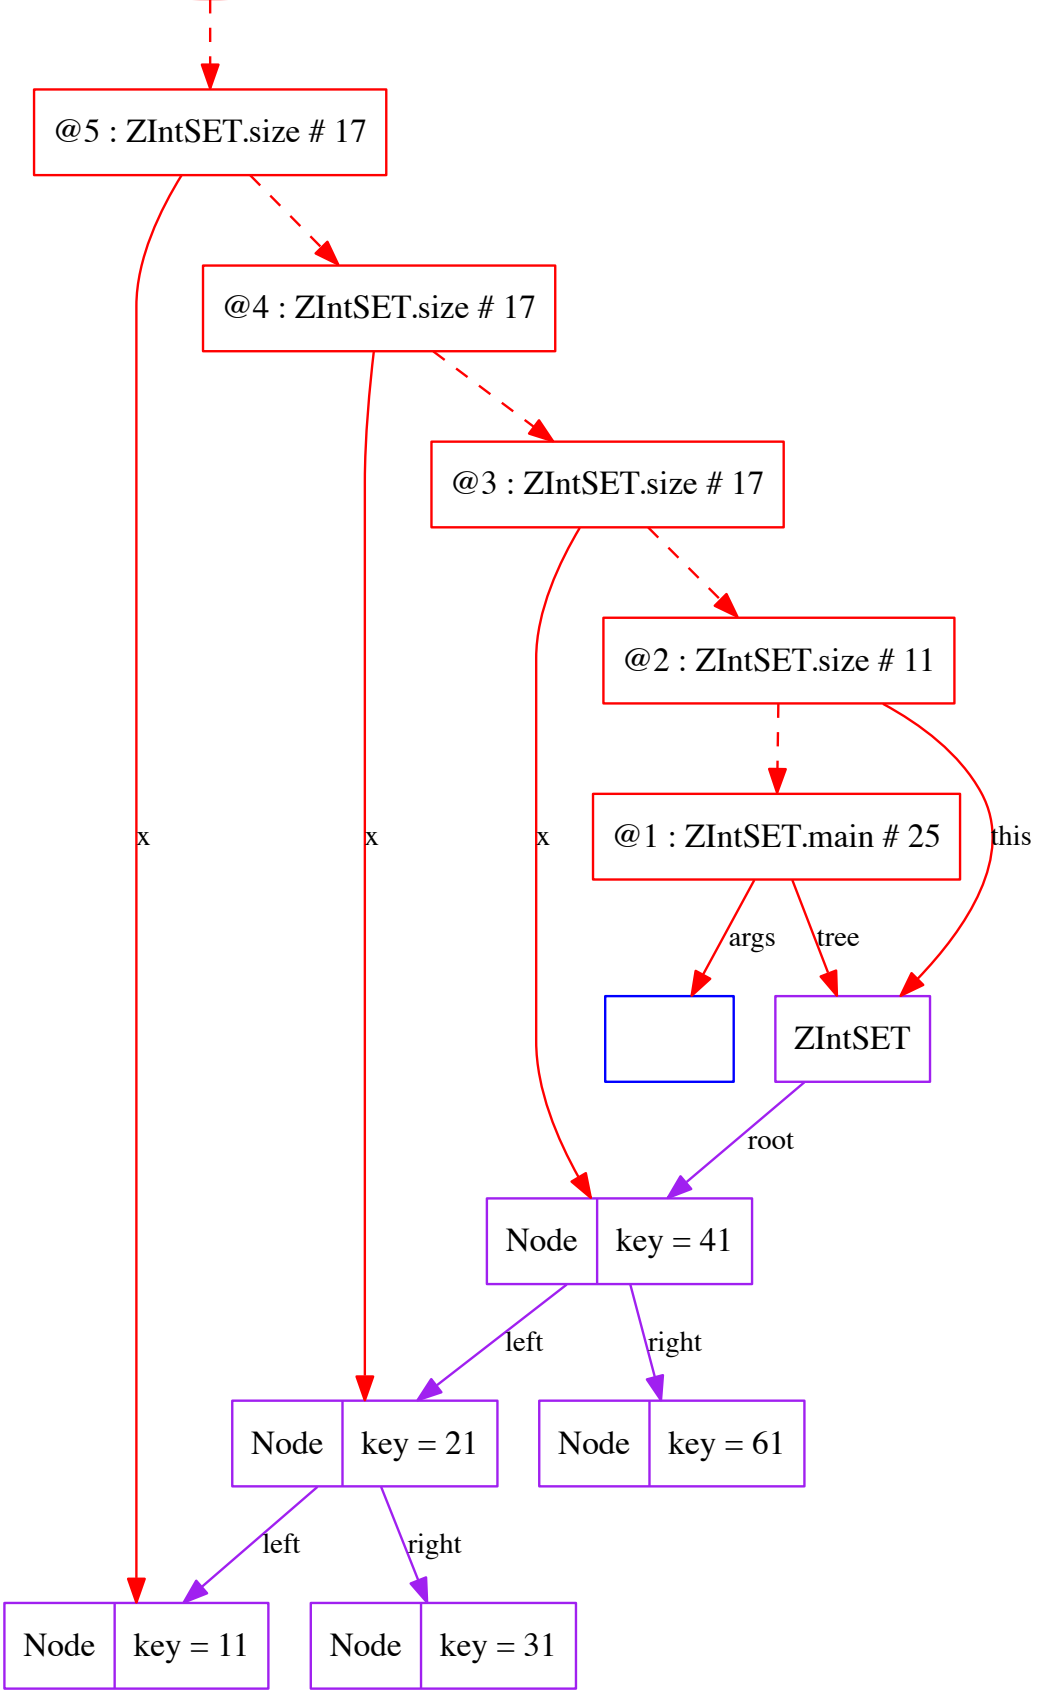 @5 : ZIntSET.size # 17
@4 : ZIntSET.size # 17
@3 : ZIntSET.size # 17
@2 : ZIntSET.size # 11
@1 : ZIntSET.main # 25
x
x
x
this
args
tree
ZIntSET
root
Node
key = 41
left
right
Node
key = 21
Node
key = 61
left
right
Node
key = 11
Node
key = 31